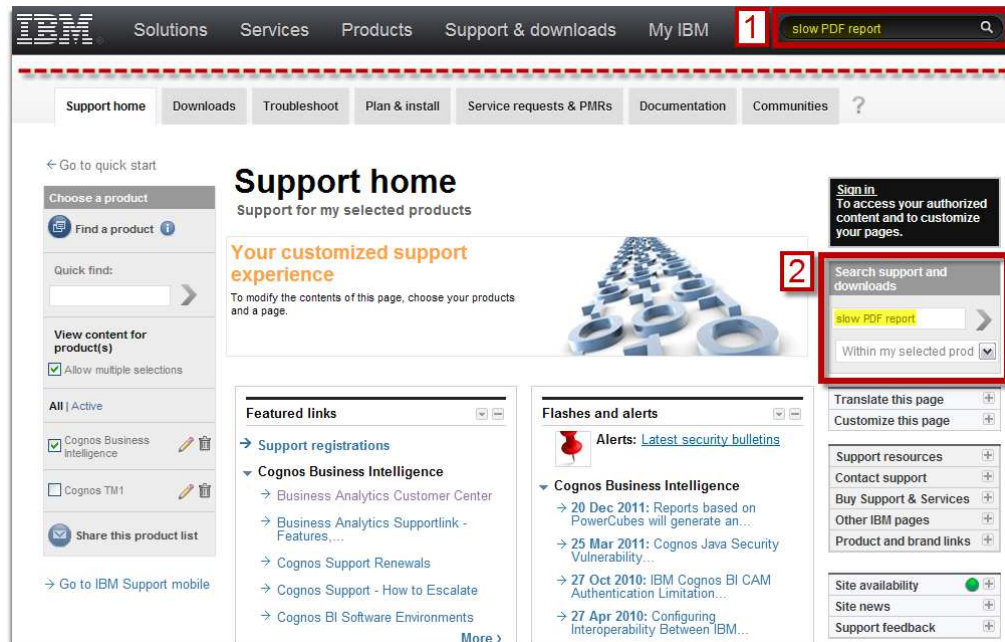 IBM Solutions Services Products Support & downloads My IBM 1 slow PDF report
Support home Downloads Troubleshoot Plan & install Service requests & PMRs Documentation Communities ?
← Go to quick start
Choose a product
Find a product i
Quick find:
View content for
product(s)
Allow multiple selections
All | Active
Cognos Business
Intelligence
Cognos TM1
Share this product list
→ Go to IBM Support mobile
Support home
Support for my selected products
Your customized support
experience
To modify the contents of this page, choose your products
and a page.
Featured links
→ Support registrations
Cognos Business Intelligence
→ Business Analytics Customer Center
→ Business Analytics Supportlink -
Features,...
→ Cognos Support Renewals
→ Cognos Support - How to Escalate
→ Cognos BI Software Environments
More ›
Flashes and alerts
Alerts: Latest security bulletins
Cognos Business Intelligence
→ 20 Dec 2011: Reports based on
PowerCubes will generate an...
→ 25 Mar 2011: Cognos Java Security
Vulnerability...
→ 27 Oct 2010: IBM Cognos BI CAM
Authentication Limitation...
→ 27 Apr 2010: Configuring
Interoperability Between IBM...
Sign in
To access your authorized
content and to customize
your pages.
2
Search support and
downloads
slow PDF report
Within my selected prod
Translate this page
Customize this page
Support resources
Contact support
Buy Support & Services
Other IBM pages
Product and brand links
Site availability
Site news
Support feedback